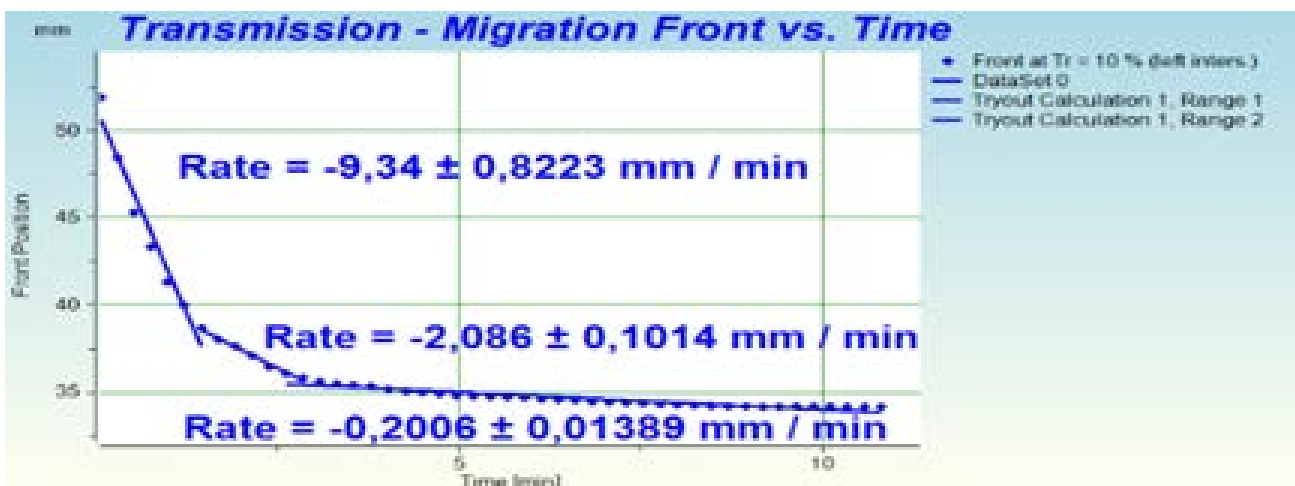 mm
Transmission - Migration Front vs. Time
Front at Tr = 10 % (left inters.)
DataSet 0
Tryout Calculation 1, Range 1
Tryout Calculation 1, Range 2
50
Rate = -9,34 ± 0,8223 mm / min
45
Front Position
40
Rate = -2,086 ± 0,1014 mm / min
35
Rate = -0,2006 ± 0,01389 mm / min
5
10
Time [min]